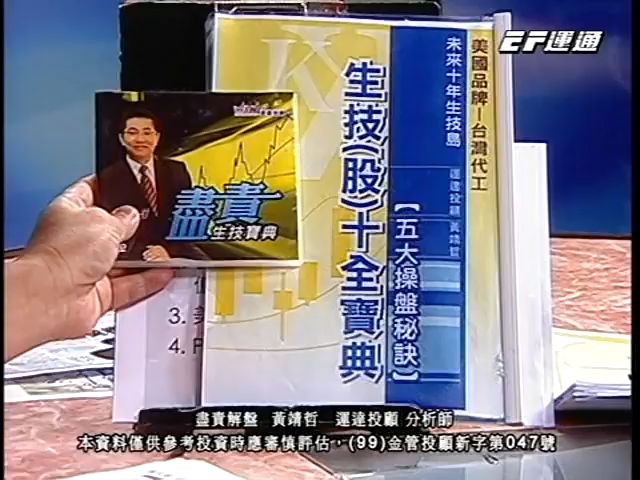 EF運通
美國品牌－台灣代工
未來十年生技島
運達投顧 黃靖哲
生技(股)十全寶典
【五大操盤秘訣】
盡責
生技寶典
3. 美
4.
盡責解盤 黃靖哲 運達投顧 分析師
本資料僅供參考投資時應審慎評估，(99)金管投顧新字第047號